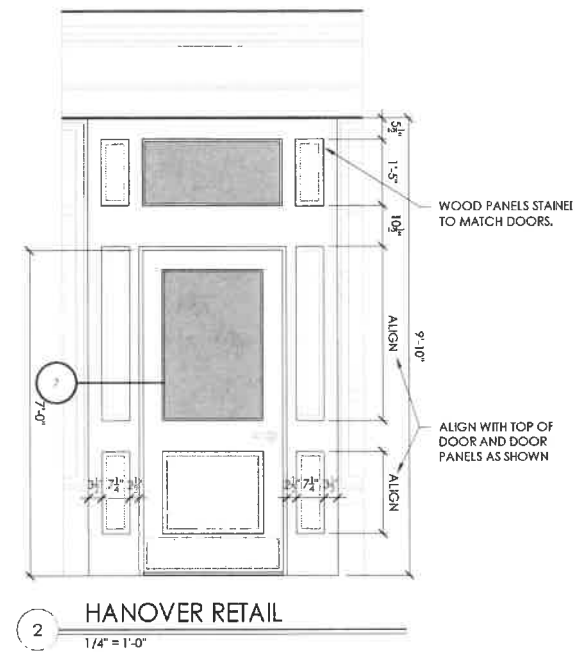 5½"
1'-5"
WOOD PANELS STAINE
TO MATCH DOORS.
10½"
ALIGN
9'-10"
7'-0"
ALIGN WITH TOP OF
DOOR AND DOOR
PANELS AS SHOWN
ALIGN
7¼"
7¼"
2
HANOVER RETAIL
1/4" = 1'-0"